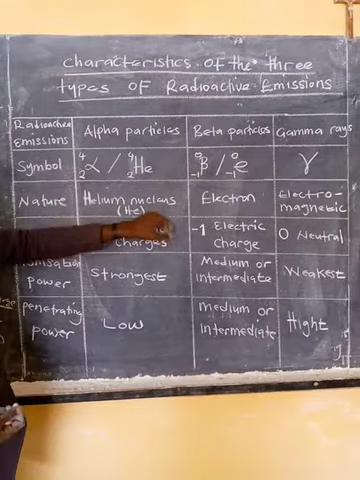 characteristics of the three
types of Radioactive Emissions
Radioactive Emissions | Alpha particles | Beta particles | Gamma rays
Symbol | ⁴₂α / ⁴₂He | ⁰₋₁β / ⁰₋₁e | γ
Nature | Helium nucleus (He) | Electron | Electro-magnetic
charges | -1 Electric charge | 0 Neutral
ionisation power | strongest | Medium or intermediate | Weakest
penetrating power | Low | medium or intermediate | Hight